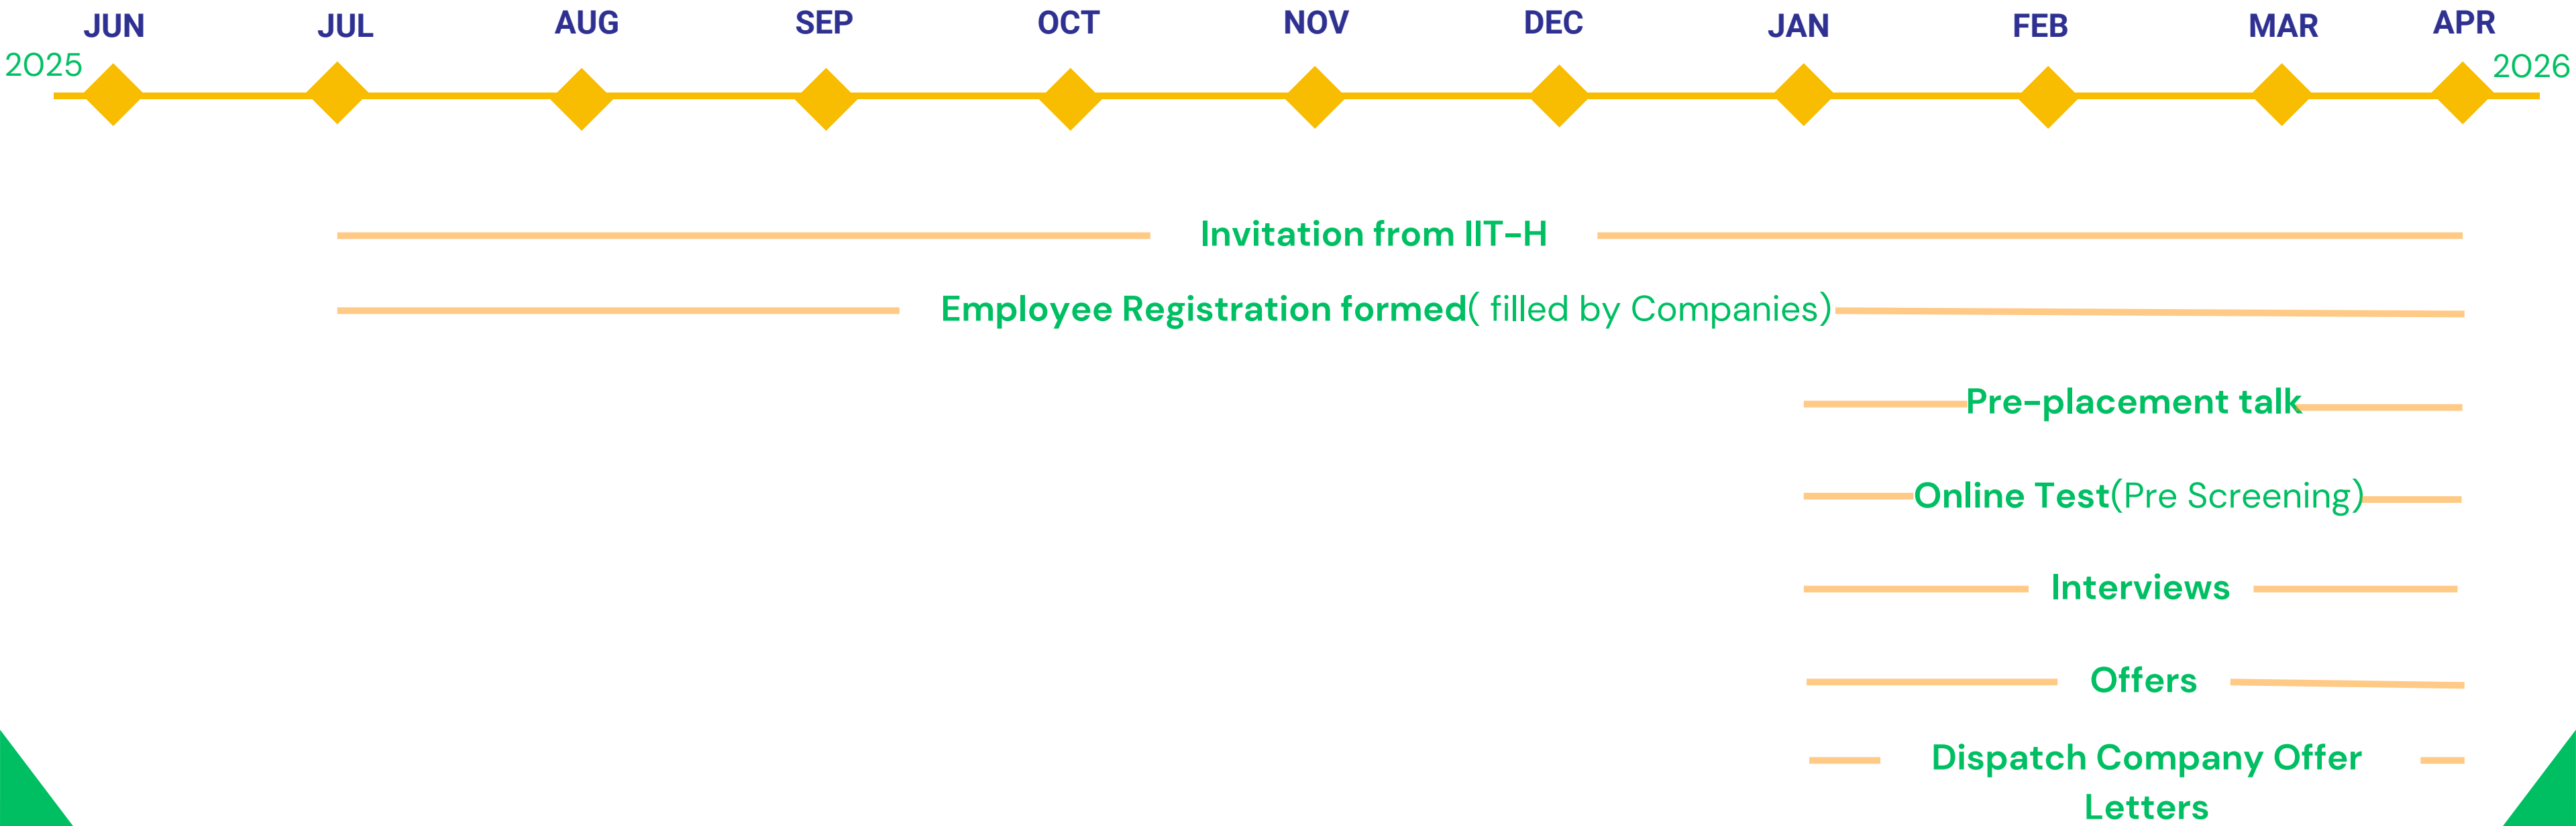 JUN JUL AUG SEP OCT NOV DEC JAN FEB MAR APR
2025 2026
Invitation from IIT-H
Employee Registration formed( filled by Companies)
Pre-placement talk
Online Test(Pre Screening)
Interviews
Offers
Dispatch Company Offer
Letters